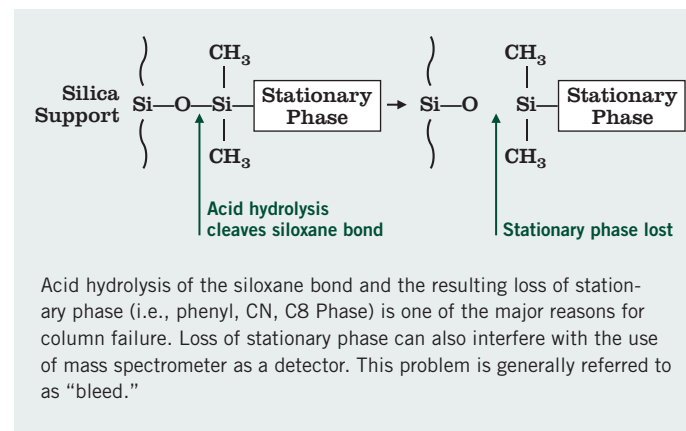 CH3 CH3
Silica Support Si—O—Si— Stationary Phase → Si—O Si— Stationary Phase
CH3 CH3
Acid hydrolysis
cleaves siloxane bond
Stationary phase lost
Acid hydrolysis of the siloxane bond and the resulting loss of station-
ary phase (i.e., phenyl, CN, C8 Phase) is one of the major reasons for
column failure. Loss of stationary phase can also interfere with the use
of mass spectrometer as a detector. This problem is generally referred to
as “bleed.”